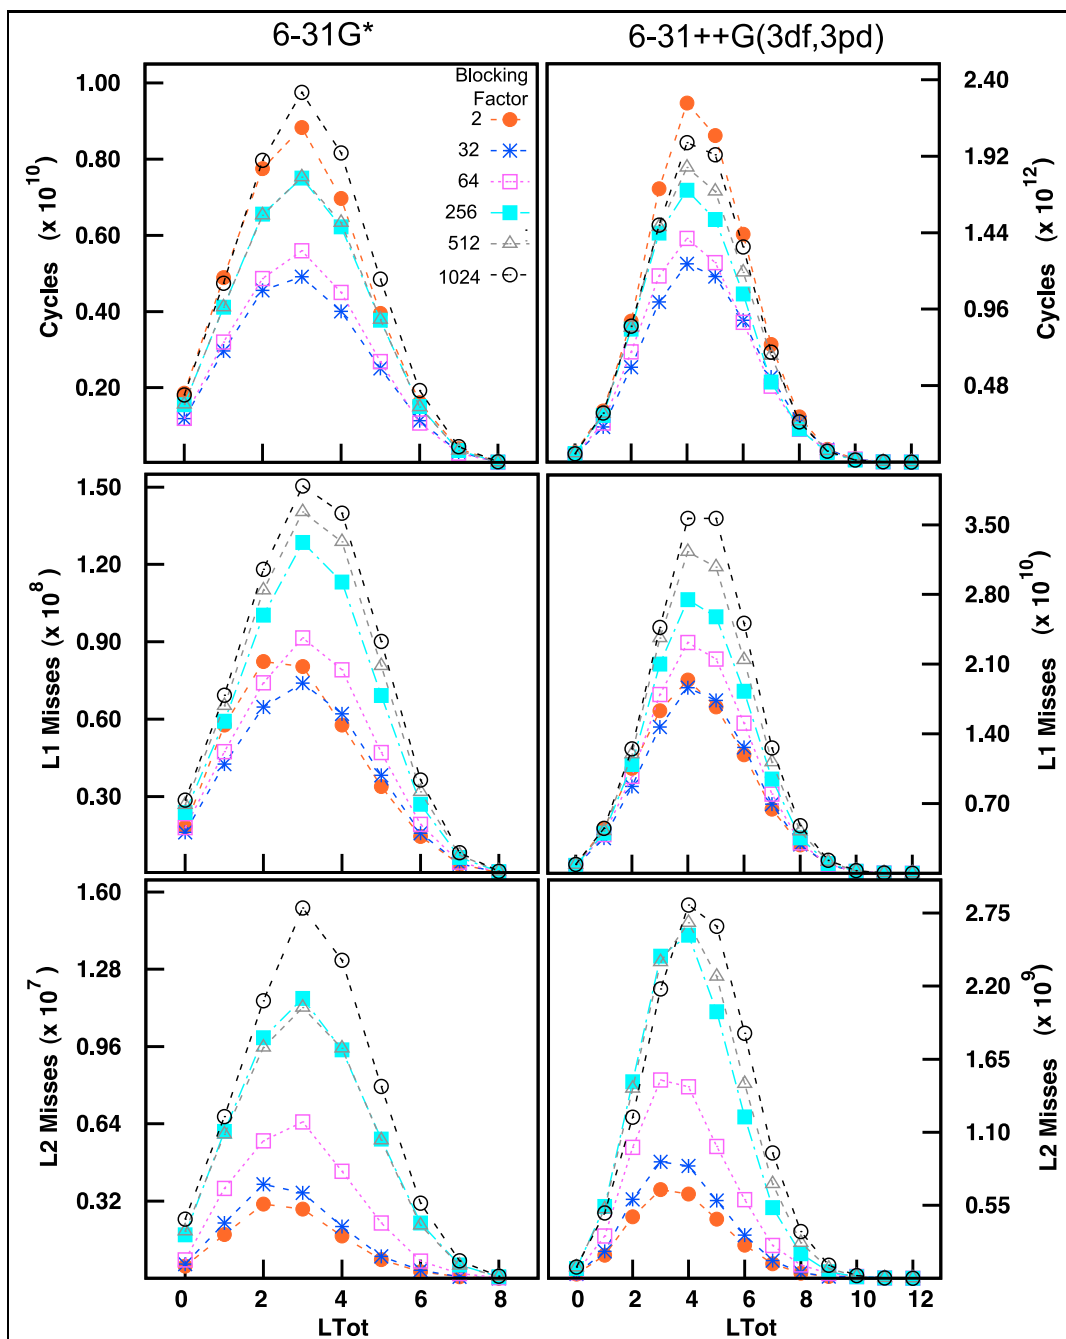 6-31G*
6-31++G(3df,3pd)
Blocking
Factor
2
32
64
256
512
1024
Cycles (x 10^10)
1.00
0.80
0.60
0.40
0.20
2.40
1.92
1.44
0.96
0.48
Cycles (x 10^12)
L1 Misses (x 10^8)
1.50
1.20
0.90
0.60
0.30
3.50
2.80
2.10
1.40
0.70
L1 Misses (x 10^10)
L2 Misses (x 10^7)
1.60
1.28
0.96
0.64
0.32
2.75
2.20
1.65
1.10
0.55
L2 Misses (x 10^9)
0 2 4 6 8
LTot
0 2 4 6 8 10 12
LTot